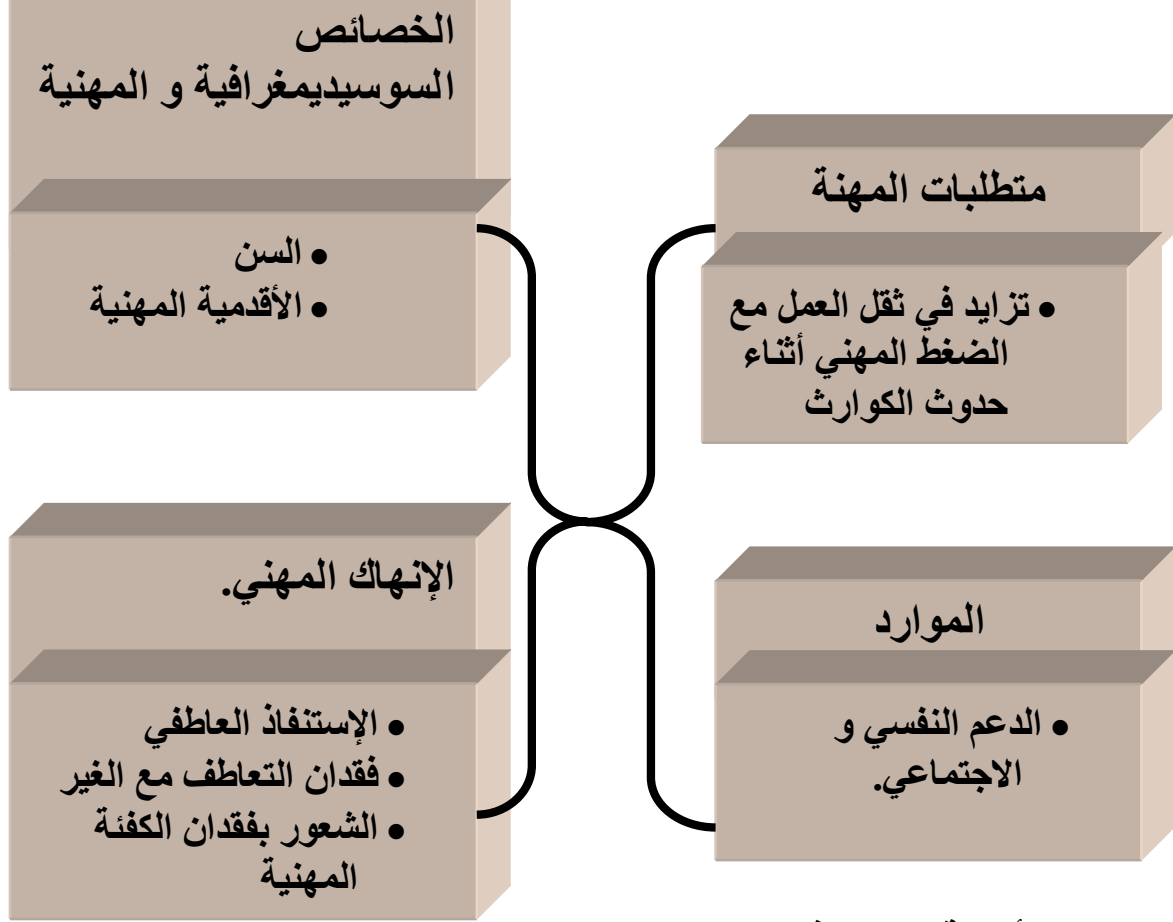 الخصائص
السوسيديمغرافية و المهنية
• السن
• الأقدمية المهنية
متطلبات المهنة
• تزايد في ثقل العمل مع
الضغط المهني أثناء
حدوث الكوارث
الإنهاك المهني.
• الإستنفاذ العاطفي
• فقدان التعاطف مع الغير
• الشعور بفقدان الكفئة
المهنية
الموارد
• الدعم النفسي و
الاجتماعي.